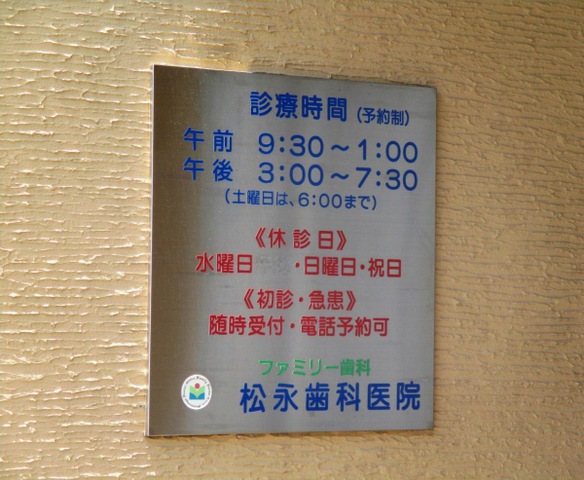 診療時間(予約制)
午前 9:30〜1:00
午後 3:00〜7:30
(土曜日は、6:00まで)
《休診日》
水曜日・日曜日・祝日
《初診・急患》
随時受付・電話予約可
ファミリー歯科
松永歯科医院